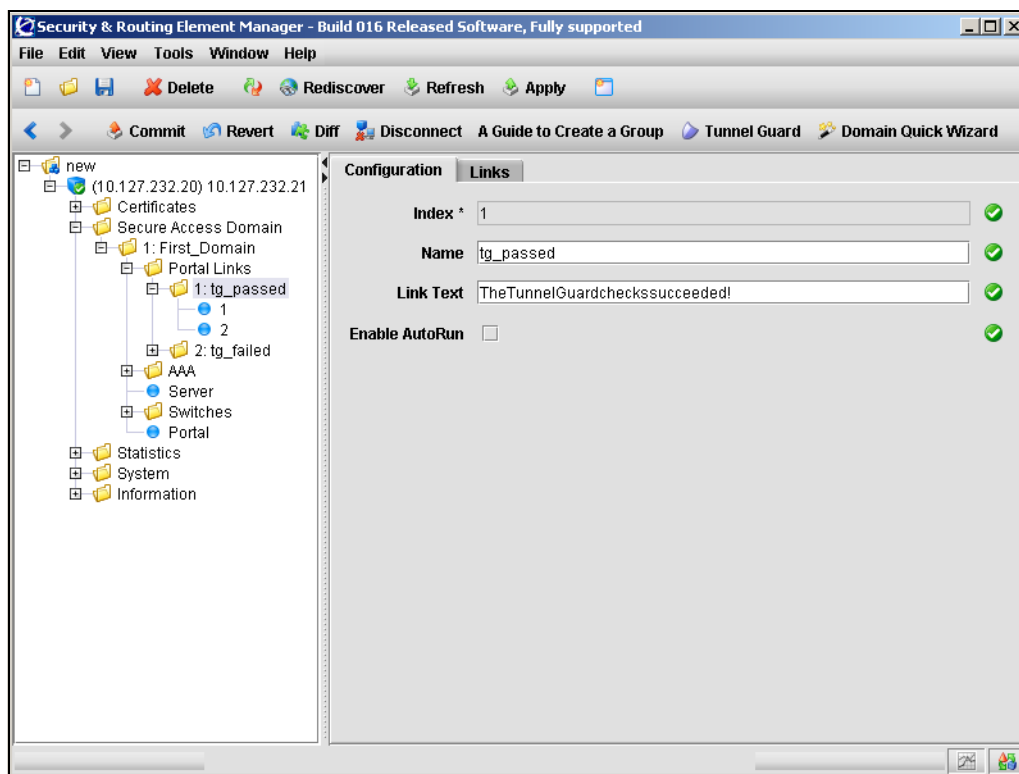 Security & Routing Element Manager - Build 016 Released Software, Fully supported
File Edit View Tools Window Help
Delete Rediscover Refresh Apply
Commit Revert Diff Disconnect A Guide to Create a Group Tunnel Guard Domain Quick Wizard
new
(10.127.232.20) 10.127.232.21
Certificates
Secure Access Domain
1: First_Domain
Portal Links
1: tg_passed
1
2
2: tg_failed
AAA
Server
Switches
Portal
Statistics
System
Information
Configuration Links
Index * 1
Name tg_passed
Link Text TheTunnelGuardcheckssucceeded!
Enable AutoRun